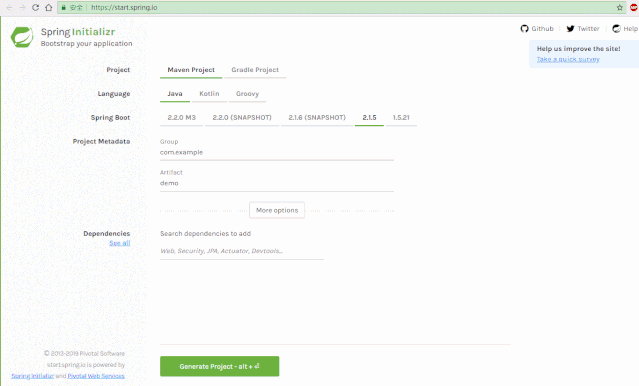 安全 | https://start.spring.io
Spring Initializr
Bootstrap your application
Github
Twitter
Help
Help us improve the site!
Take a quick survey
Project
Maven Project
Gradle Project
Language
Java
Kotlin
Groovy
Spring Boot
2.2.0 M3
2.2.0 (SNAPSHOT)
2.1.6 (SNAPSHOT)
2.1.5
1.5.21
Project Metadata
Group
com.example
Artifact
demo
More options
Dependencies
See all
Search dependencies to add
Web, Security, JPA, Actuator, Devtools...
© 2013-2019 Pivotal Software
start.spring.io is powered by
Spring Initializr and Pivotal Web Services
Generate Project - alt + ⏎